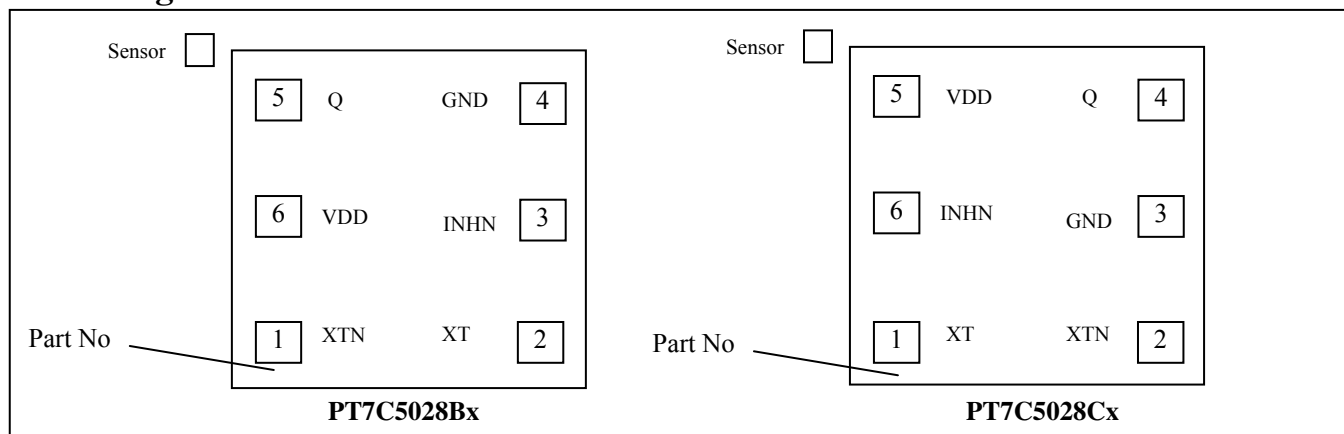 Sensor
5 Q GND 4
6 VDD INHN 3
1 XTN XT 2
Part No
PT7C5028Bx
Sensor
5 VDD Q 4
6 INHN GND 3
1 XT XTN 2
Part No
PT7C5028Cx